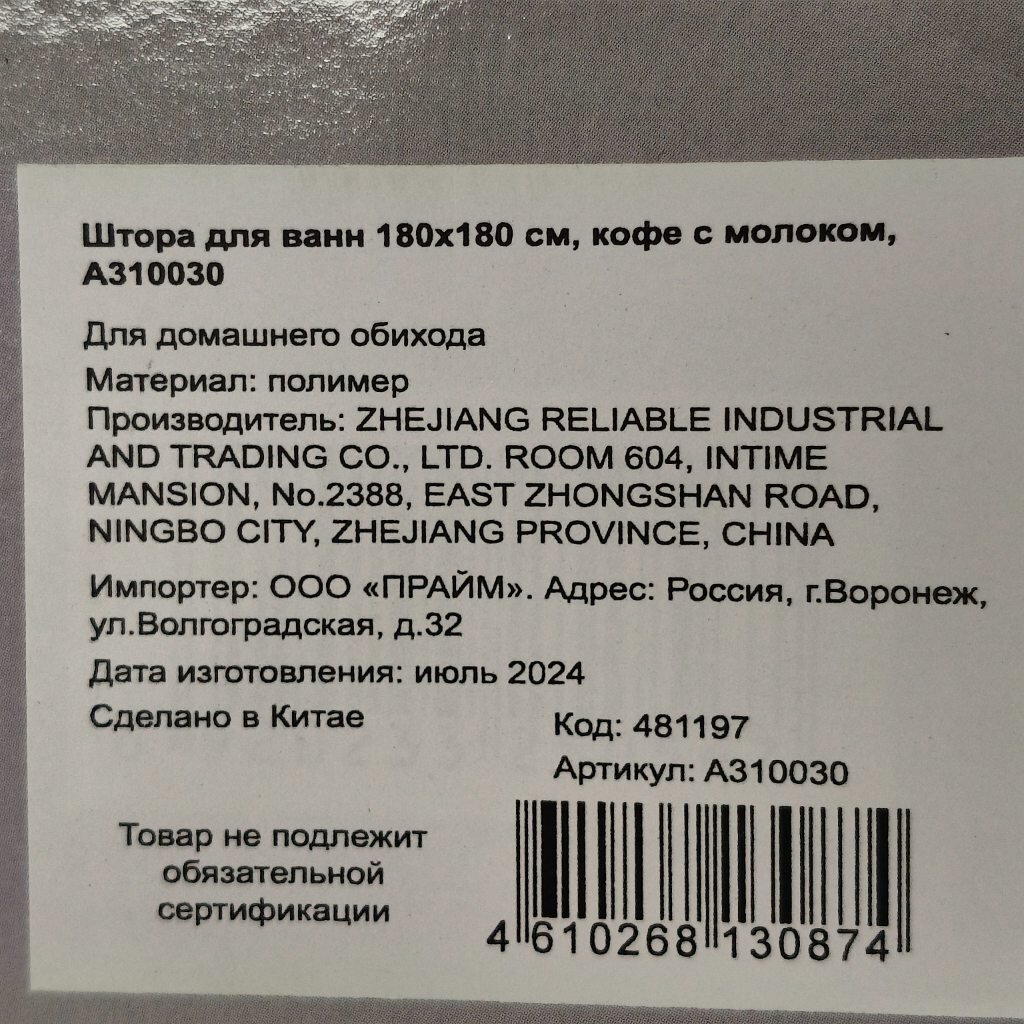 Штора для ванн 180х180 см, кофе с молоком,
А310030
Для домашнего обихода
Материал: полимер
Производитель: ZHEJIANG RELIABLE INDUSTRIAL
AND TRADING CO., LTD. ROOM 604, INTIME
MANSION, No.2388, EAST ZHONGSHAN ROAD,
NINGBO CITY, ZHEJIANG PROVINCE, CHINA
Импортер: ООО «ПРАЙМ». Адрес: Россия, г.Воронеж,
ул.Волгоградская, д.32
Дата изготовления: июль 2024
Сделано в Китае
Код: 481197
Артикул: А310030
Товар не подлежит
обязательной
сертификации
4 610268 130874